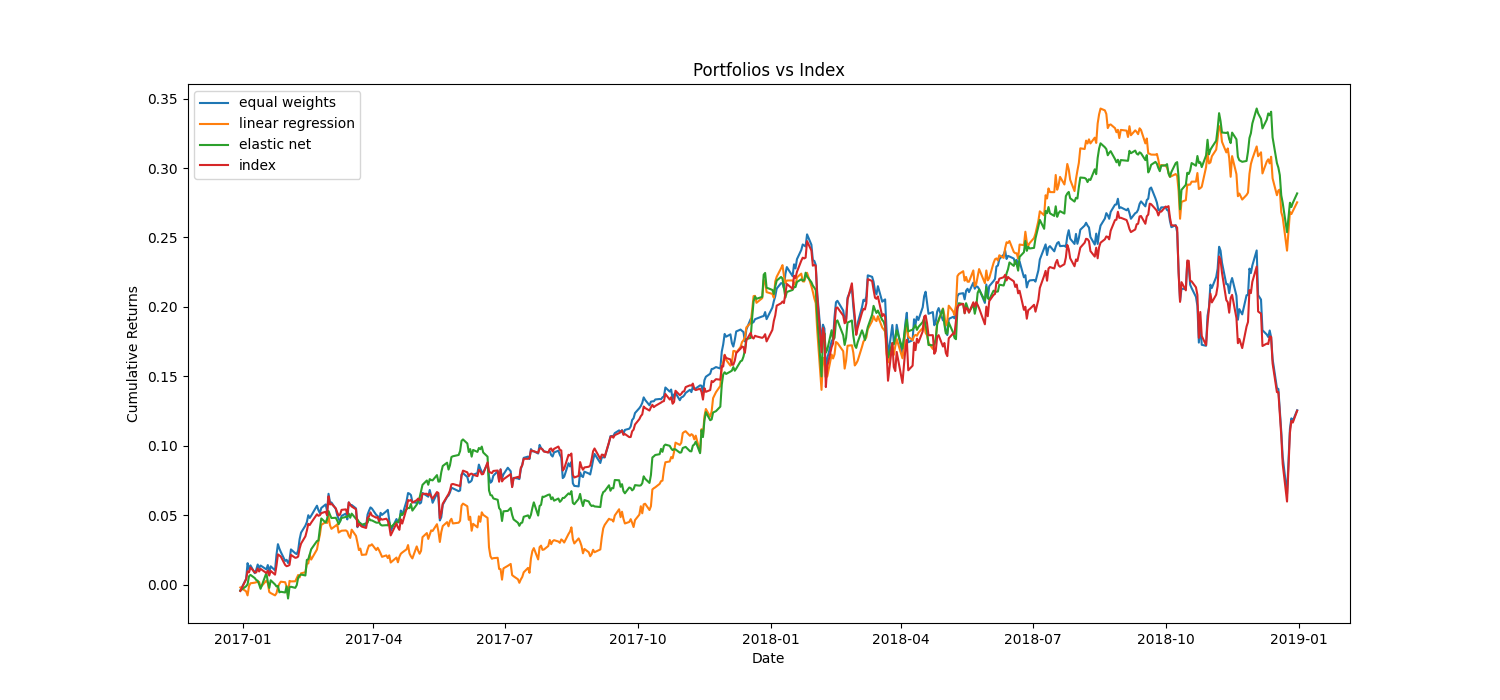 Portfolios vs Index
equal weights
linear regression
elastic net
index
Cumulative Returns
0.35
0.30
0.25
0.20
0.15
0.10
0.05
0.00
2017-01 2017-04 2017-07 2017-10 2018-01 2018-04 2018-07 2018-10 2019-01
Date